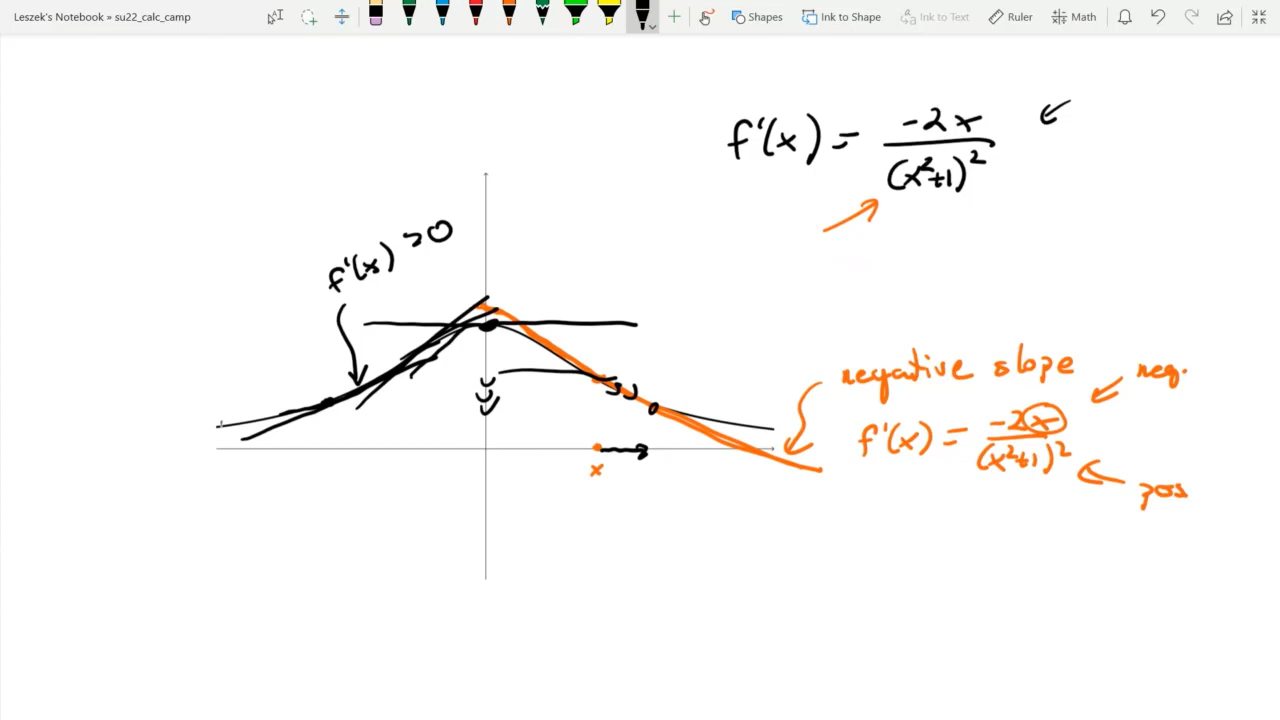 Leszek's Notebook » su22_calc_camp
Shapes
Ink to Shape
Ink to Text
Ruler
Math
f'(x) = -2x / (x²+1)²
f'(x) > 0
negative slope
neg.
f'(x) = -2x / (x²+1)²
pos
x